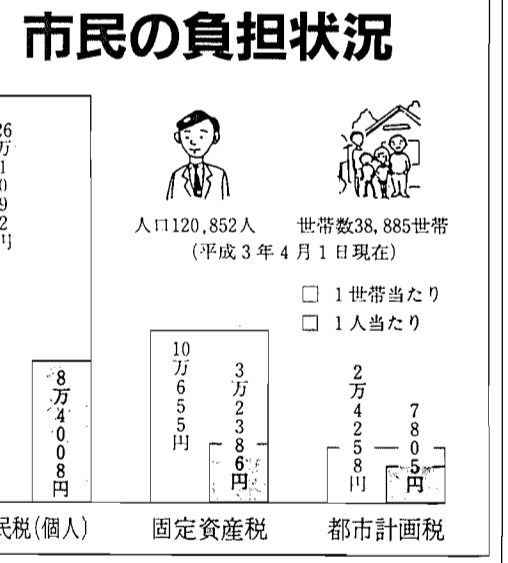 市民の負担状況
人口120,852人
世帯数38,885世帯
(平成3年4月1日現在)
□ 1世帯当たり
□ 1人当たり
26万1092円
8万4008円
10万655円
3万2386円
2万4258円
7805円
民税(個人)
固定資産税
都市計画税